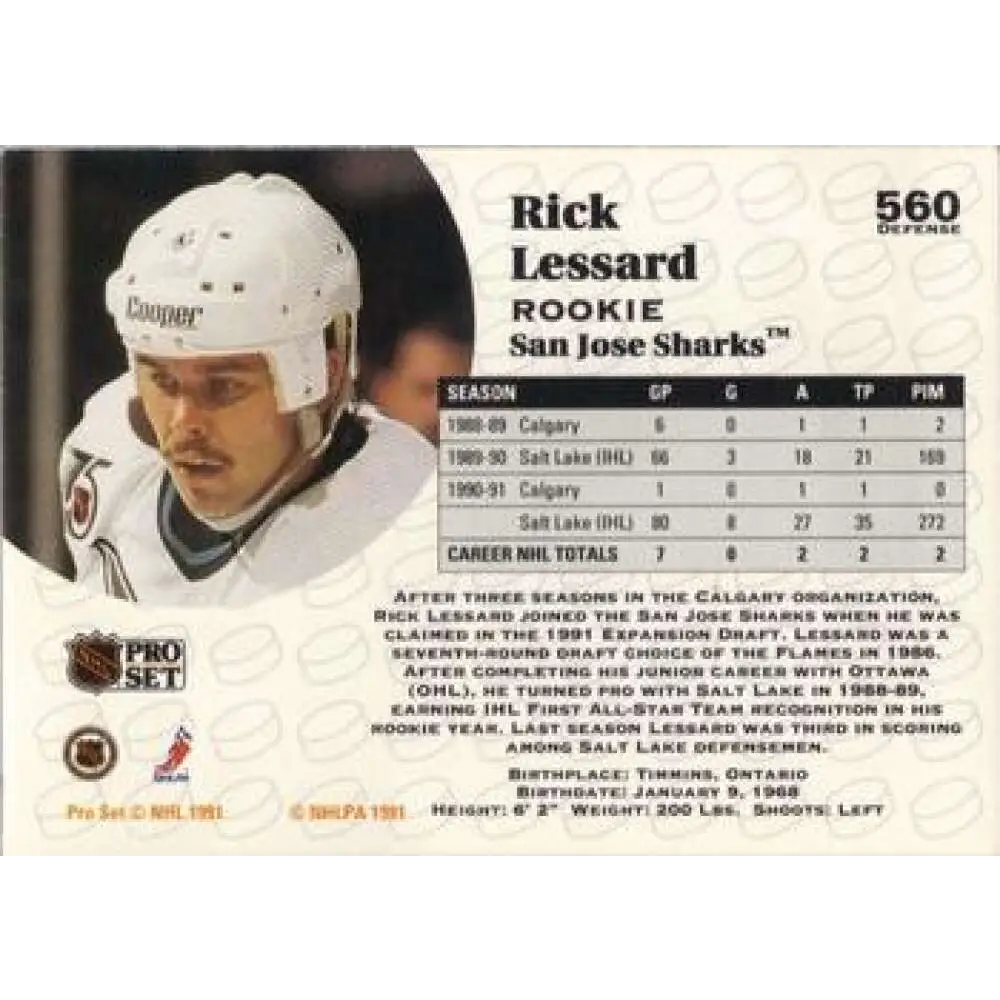 Cooper
Rick
Lessard
ROOKIE
San Jose Sharks™
560
DEFENSE
SEASON GP G A TP PIM
1988-89 Calgary 6 0 1 1 2
1989-90 Salt Lake (IHL) 66 3 18 21 169
1990-91 Calgary 1 0 1 1 0
Salt Lake (IHL) 80 8 27 35 272
CAREER NHL TOTALS 7 0 2 2 2
AFTER THREE SEASONS IN THE CALGARY ORGANIZATION,
RICK LESSARD JOINED THE SAN JOSE SHARKS WHEN HE WAS
CLAIMED IN THE 1991 EXPANSION DRAFT. LESSARD WAS A
SEVENTH-ROUND DRAFT CHOICE OF THE FLAMES IN 1986.
AFTER COMPLETING HIS JUNIOR CAREER WITH OTTAWA
(OHL), HE TURNED PRO WITH SALT LAKE IN 1988-89,
EARNING IHL FIRST ALL-STAR TEAM RECOGNITION IN HIS
ROOKIE YEAR. LAST SEASON LESSARD WAS THIRD IN SCORING
AMONG SALT LAKE DEFENSEMEN.
BIRTHPLACE: TIMMINS, ONTARIO
BIRTHDATE: JANUARY 9, 1968
HEIGHT: 6' 2" WEIGHT: 200 LBS. SHOOTS: LEFT
PRO
SET
Pro Set © NHL 1991
© NHLPA 1991